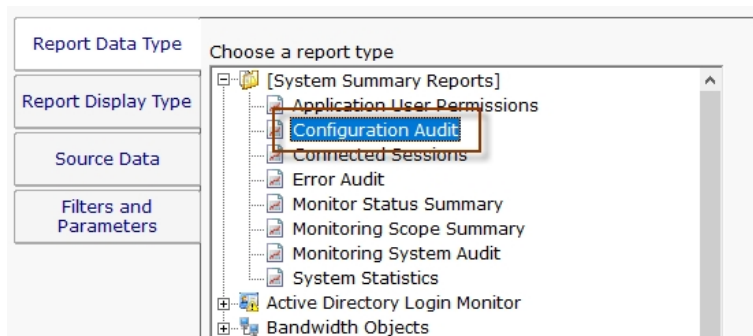 Report Data Type
Report Display Type
Source Data
Filters and
Parameters
Choose a report type
[System Summary Reports]
Application User Permissions
Configuration Audit
Connected Sessions
Error Audit
Monitor Status Summary
Monitoring Scope Summary
Monitoring System Audit
System Statistics
Active Directory Login Monitor
Bandwidth Objects